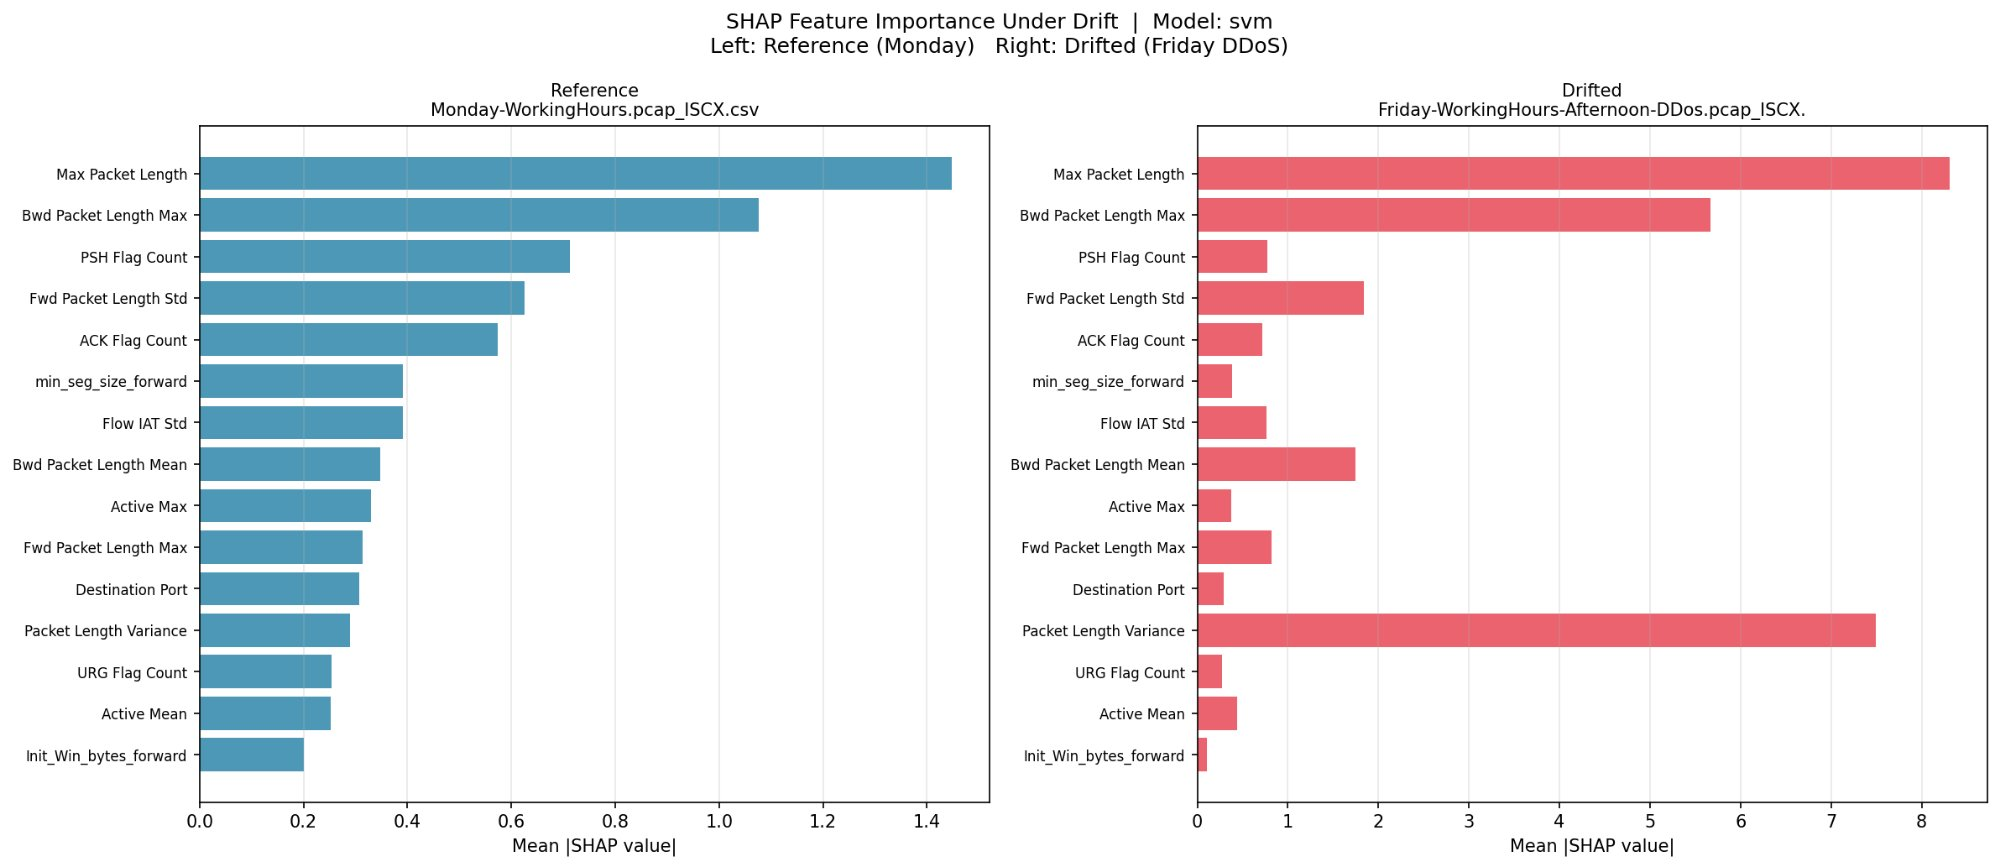 SHAP Feature Importance Under Drift  |  Model: svm
Left: Reference (Monday)   Right: Drifted (Friday DDoS)
Reference
Monday-WorkingHours.pcap_ISCX.csv
Max Packet Length
Bwd Packet Length Max
PSH Flag Count
Fwd Packet Length Std
ACK Flag Count
min_seg_size_forward
Flow IAT Std
Bwd Packet Length Mean
Active Max
Fwd Packet Length Max
Destination Port
Packet Length Variance
URG Flag Count
Active Mean
Init_Win_bytes_forward
0.0 0.2 0.4 0.6 0.8 1.0 1.2 1.4
Mean |SHAP value|
Drifted
Friday-WorkingHours-Afternoon-DDos.pcap_ISCX.
Max Packet Length
Bwd Packet Length Max
PSH Flag Count
Fwd Packet Length Std
ACK Flag Count
min_seg_size_forward
Flow IAT Std
Bwd Packet Length Mean
Active Max
Fwd Packet Length Max
Destination Port
Packet Length Variance
URG Flag Count
Active Mean
Init_Win_bytes_forward
0 1 2 3 4 5 6 7 8
Mean |SHAP value|